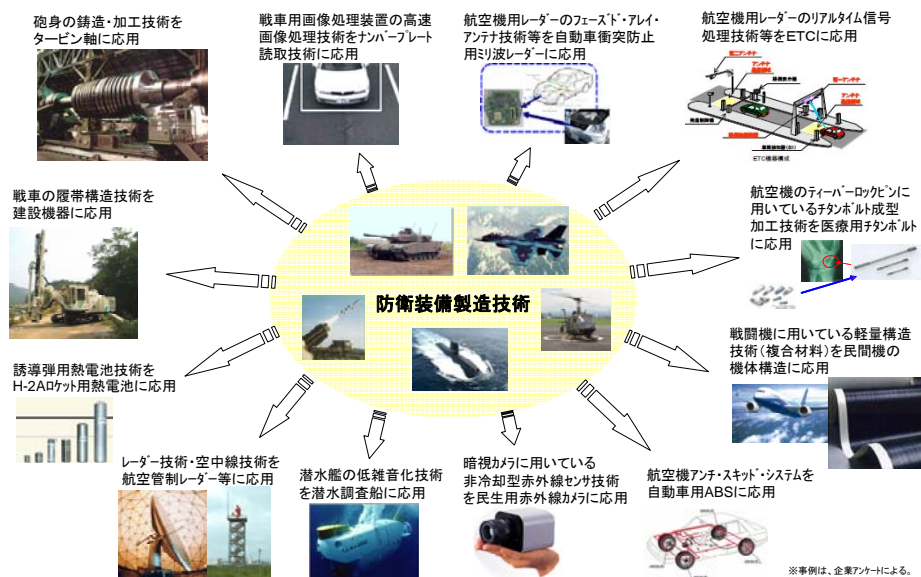 砲身の鋳造・加工技術を
タービン軸に応用
戦車用画像処理装置の高速
画像処理技術をナンバープレート
読取技術に応用
航空機用レーダーのフェーズド・アレイ・
アンテナ技術等を自動車衝突防止
用ミリ波レーダーに応用
航空機用レーダーのリアルタイム信号
処理技術等をETCに応用
アンテナ
ETC機器構成
戦車の履帯構造技術を
建設機器に応用
航空機のティーバーロックピンに
用いているチタンボルト成型
加工技術を医療用チタンボルト
に応用
防衛装備製造技術
誘導弾用熱電池技術を
H-2Aロケット用熱電池に応用
戦闘機に用いている軽量構造
技術（複合材料）を民間機の
機体構造に応用
レーダー技術・空中線技術を
航空管制レーダー等に応用
潜水艦の低雑音化技術
を潜水調査船に応用
暗視カメラに用いている
非冷却型赤外線センサ技術
を民生用赤外線カメラに応用
航空機アンチ・スキッド・システムを
自動車用ABSに応用
※事例は、企業アンケートによる。